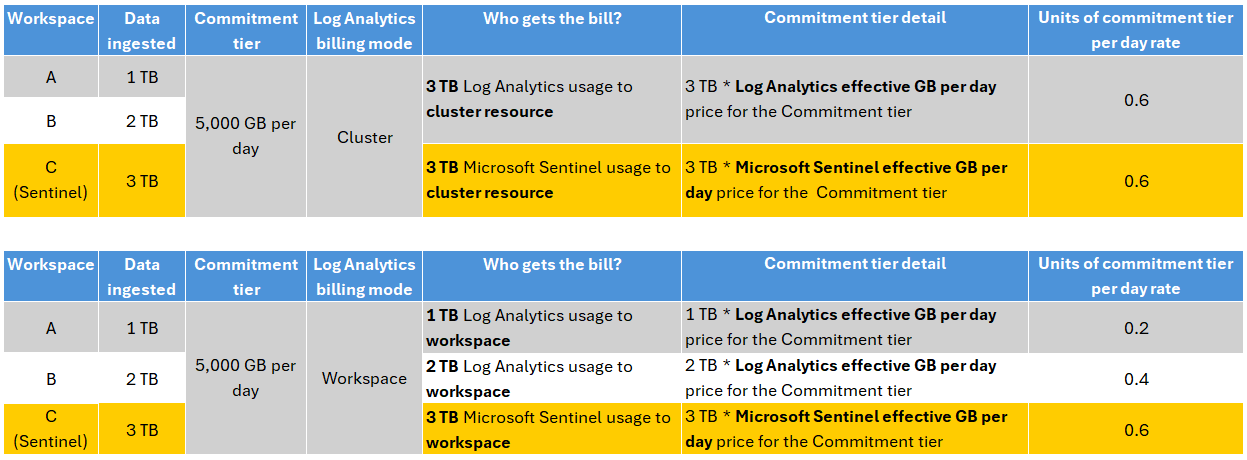 Workspace
Data
ingested
Commitment
tier
Log Analytics
billing mode
Who gets the bill?
Commitment tier detail
Units of commitment tier
per day rate
A
1 TB
B
2 TB
C
(Sentinel)
3 TB
5,000 GB per
day
Cluster
3 TB Log Analytics usage to
cluster resource
3 TB * Log Analytics effective GB per day
price for the Commitment tier
0.6
3 TB Microsoft Sentinel usage to
cluster resource
3 TB * Microsoft Sentinel effective GB per
day price for the Commitment tier
0.6
Workspace
Data
ingested
Commitment
tier
Log Analytics
billing mode
Who gets the bill?
Commitment tier detail
Units of commitment tier
per day rate
A
1 TB
5,000 GB per
day
Workspace
1 TB Log Analytics usage to
workspace
1 TB * Log Analytics effective GB per day
price for the Commitment tier
0.2
B
2 TB
2 TB Log Analytics usage to
workspace
2 TB * Log Analytics effective GB per day
price for the Commitment tier
0.4
C
(Sentinel)
3 TB
3 TB Microsoft Sentinel usage to
workspace
3 TB * Microsoft Sentinel effective GB per
day price for the Commitment tier
0.6